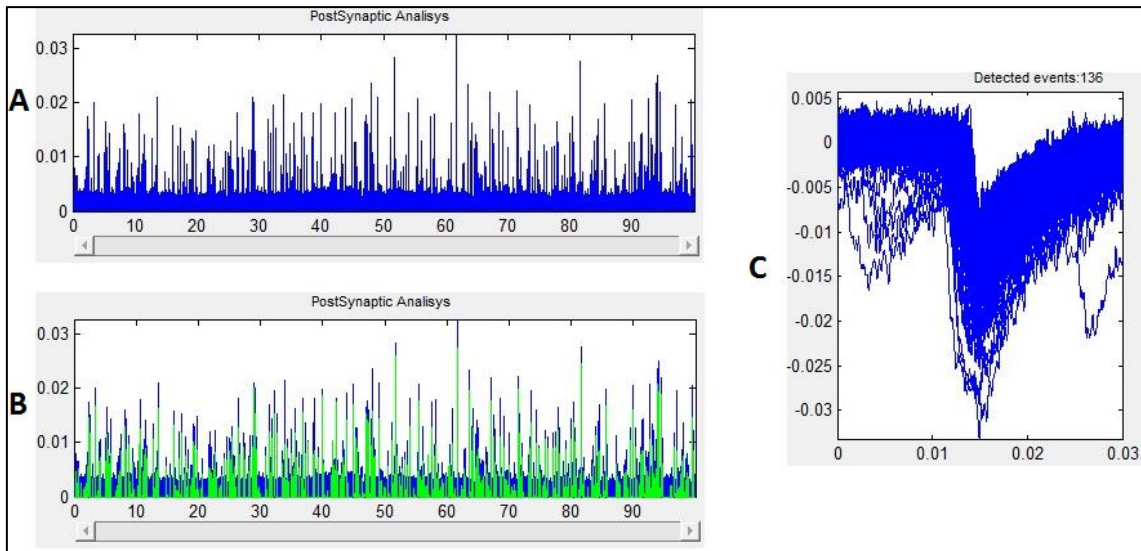 A
PostSynaptic Analisys
0.03
0.02
0.01
0
0 10 20 30 40 50 60 70 80 90
B
PostSynaptic Analisys
0.03
0.02
0.01
0
0 10 20 30 40 50 60 70 80 90
C
Detected events:136
0.005
0
-0.005
-0.01
-0.015
-0.02
-0.025
-0.03
0 0.01 0.02 0.03